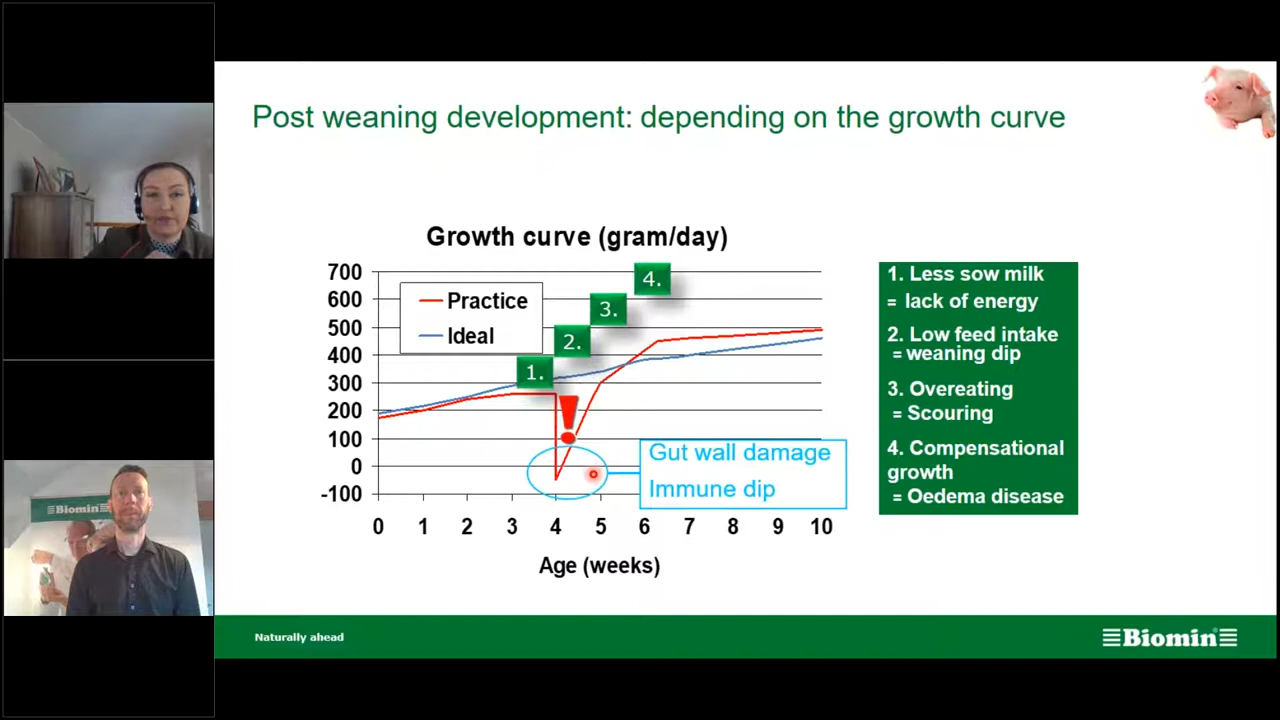 Post weaning development: depending on the growth curve
Growth curve (gram/day)
700
600
500
400
300
200
100
0
-100
Practice
Ideal
1.
2.
3.
4.
!
Gut wall damage
Immune dip
0 1 2 3 4 5 6 7 8 9 10
Age (weeks)
1. Less sow milk
= lack of energy
2. Low feed intake
= weaning dip
3. Overeating
= Scouring
4. Compensational
growth
= Oedema disease
Naturally ahead
Biomin®
Biomin